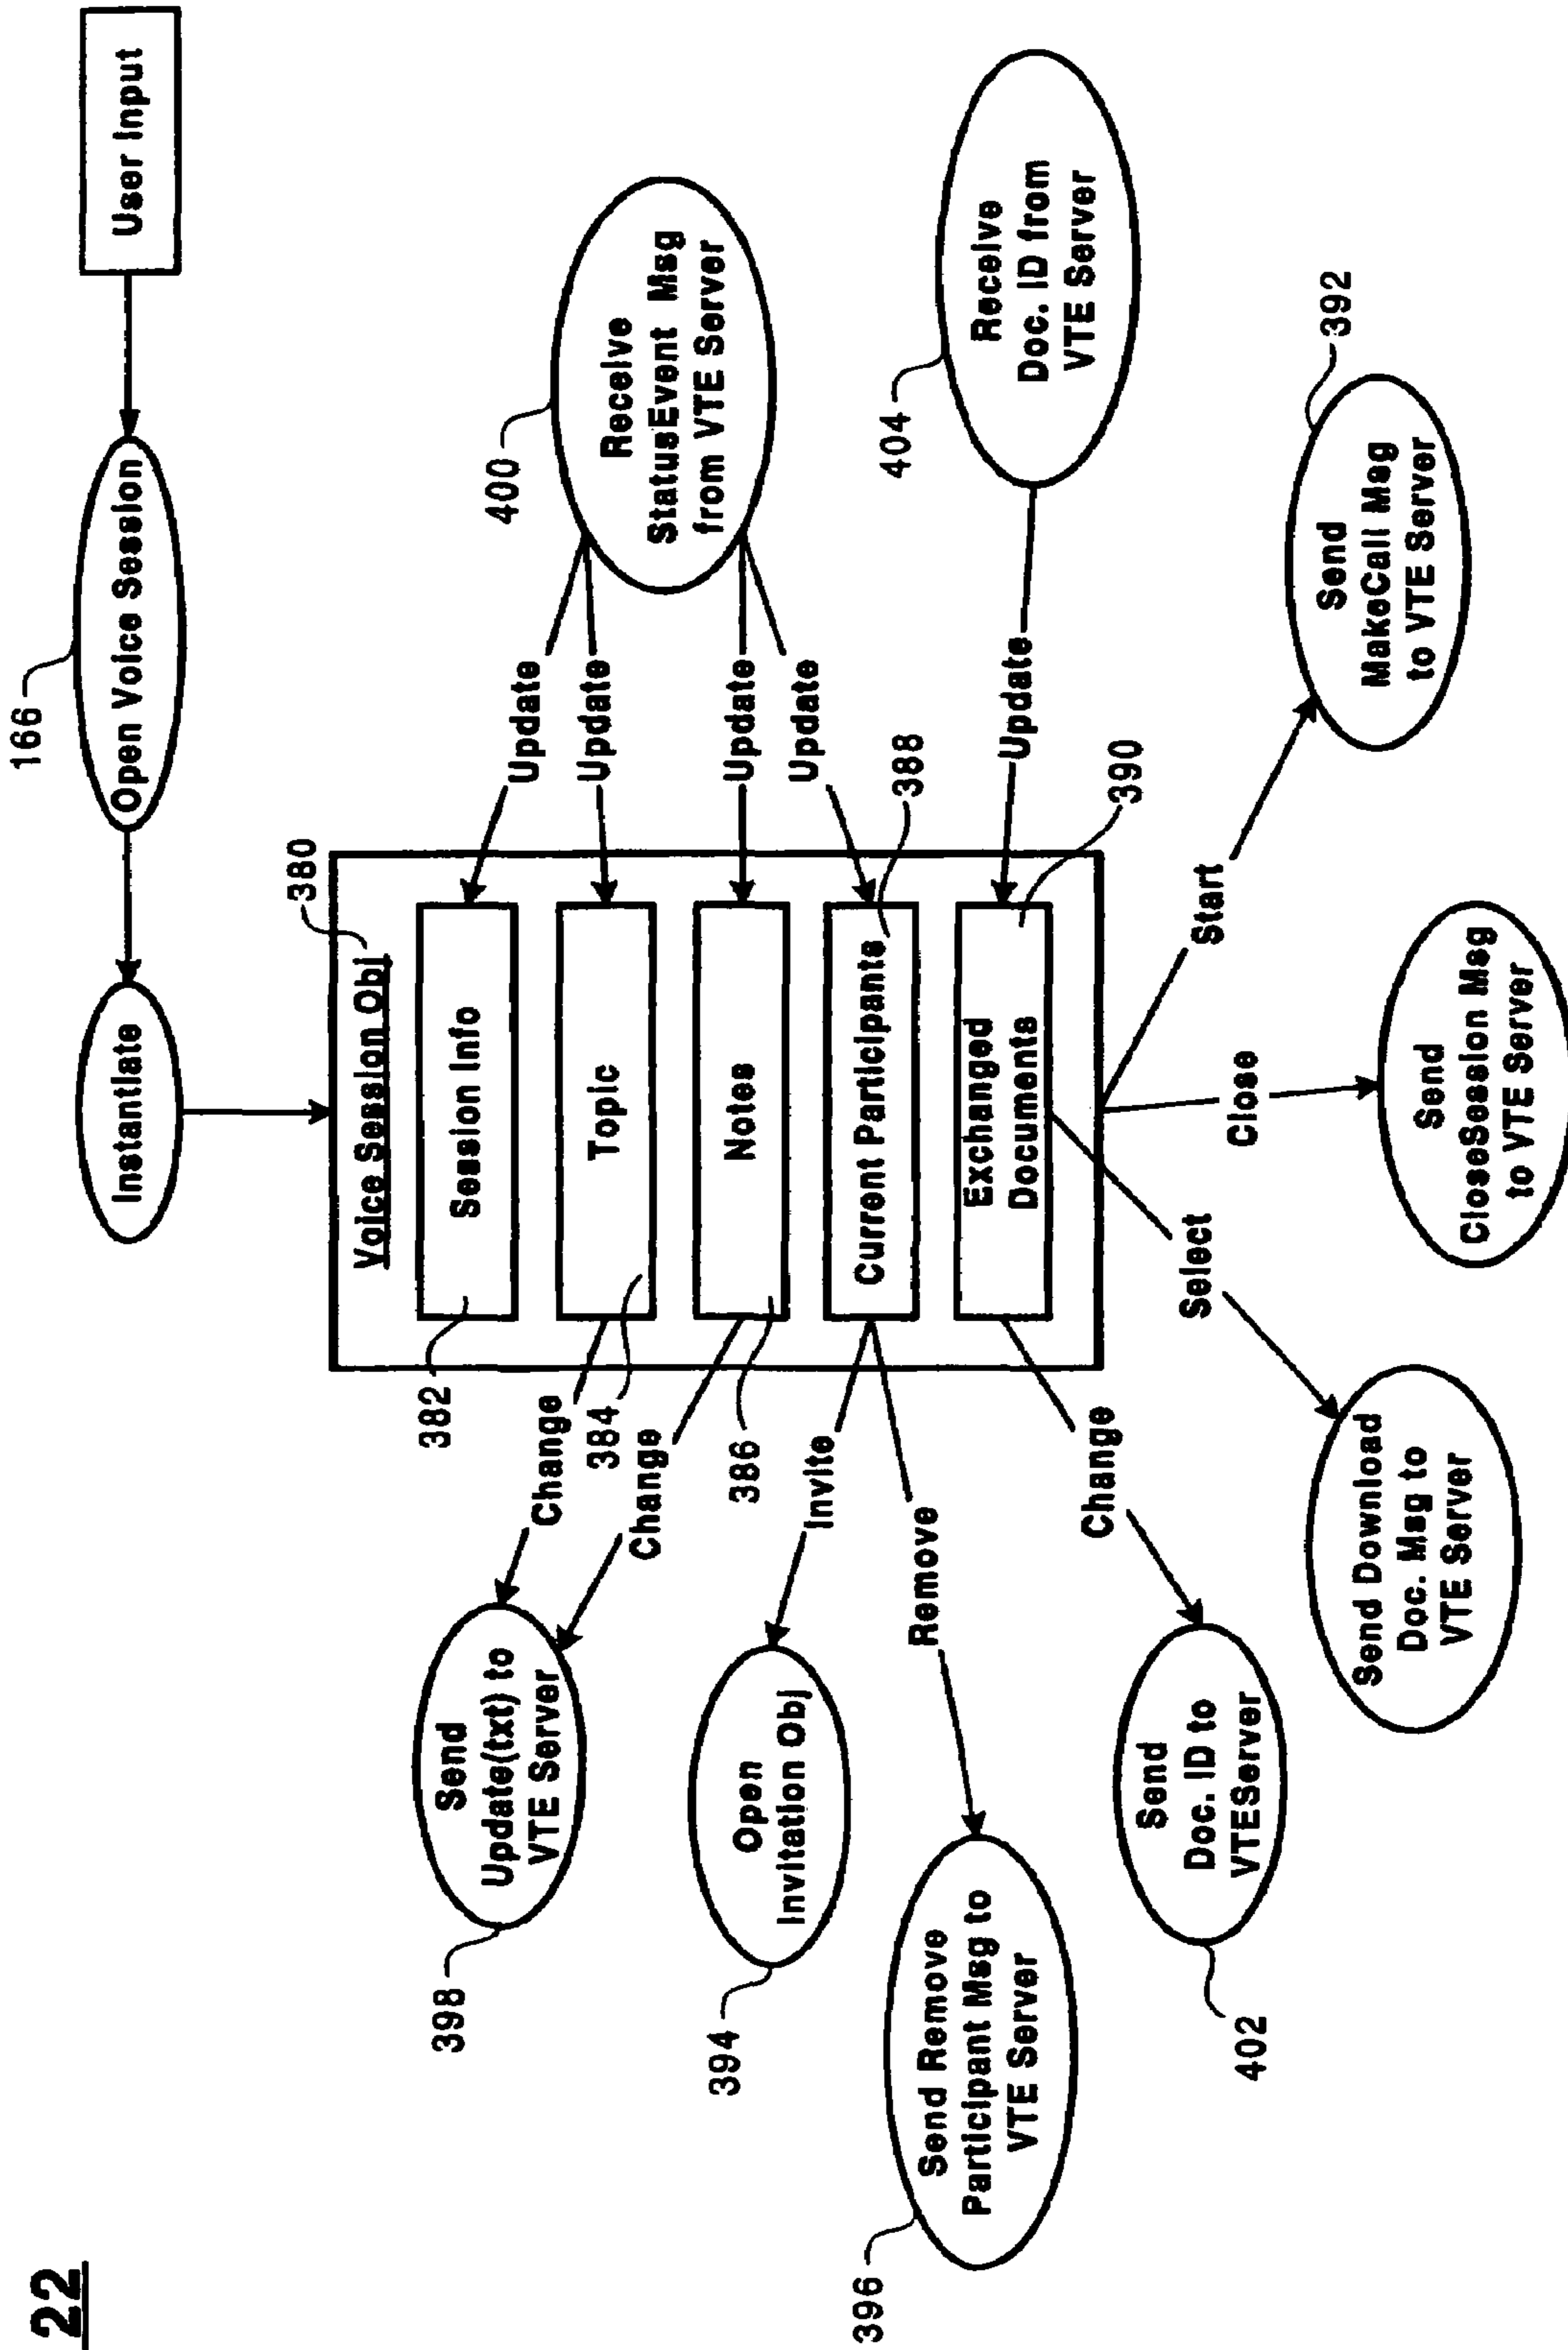 22
166
User Input
Open Voice Session
Instantiate
380
Voice Session Obj
Session Info
382
Topic
384
Notes
386
Current Participants
388
Exchanged
Documents
390
Update
Update
Update
Update
400
Receive
StatusEvent Msg
from VTE Server
Update
404
Receive
Doc. ID from
VTE Server
Start
392
Send
MakeCall Msg
to VTE Server
Close
Send
CloseSession Msg
to VTE Server
Select
Send Download
Doc. Msg to
VTE Server
Change
Change
398
Send
Update(txt) to
VTE Server
Invite
394
Open
Invitation Obj
Remove
396
Send Remove
Participant Msg to
VTE Server
Change
402
Send
Doc. ID to
VTEServer